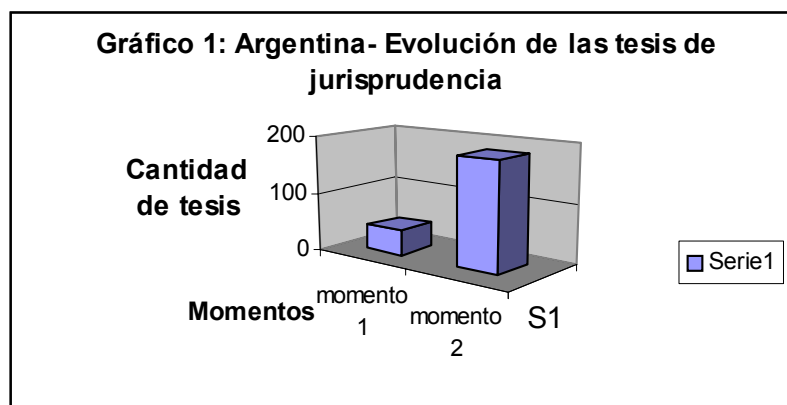 Gráfico 1: Argentina- Evolución de las tesis de
jurisprudencia
Cantidad
de tesis
200
100
0
Momentos
momento
1
momento
2
S1
Serie1